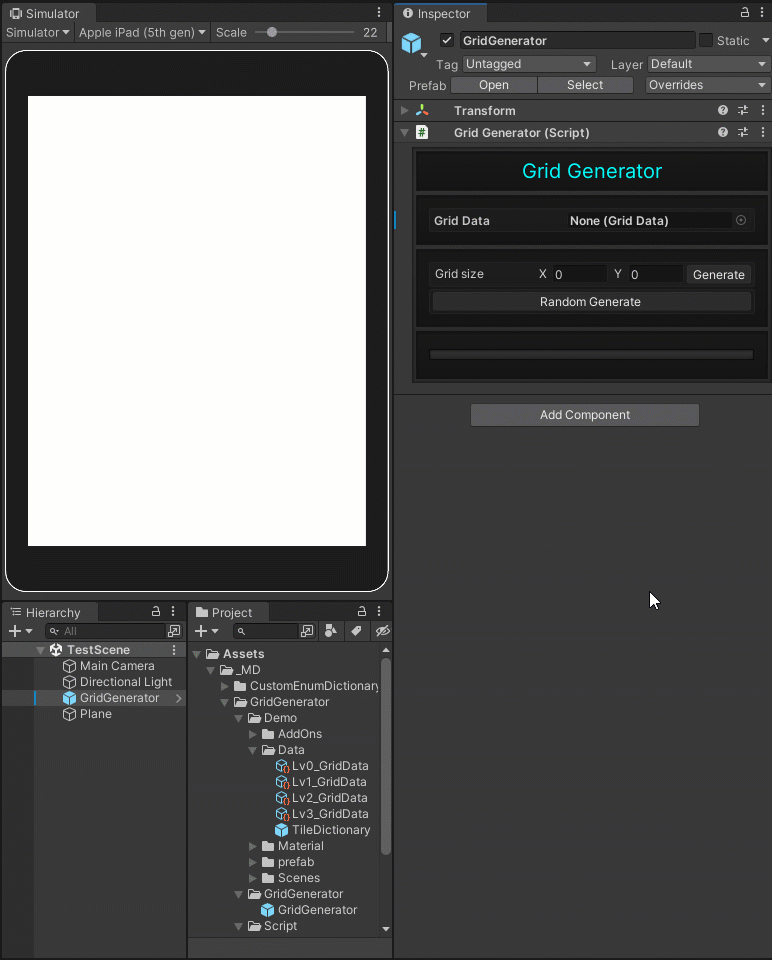 Simulator
Simulator Apple iPad (5th gen) Scale 22
Inspector
GridGenerator Static
Tag Untagged Layer Default
Prefab Open Select Overrides
Transform
# Grid Generator (Script)
Grid Generator
Grid Data None (Grid Data)
Grid size X 0 Y 0 Generate
Random Generate
Add Component
Hierarchy
All
TestScene
Main Camera
Directional Light
GridGenerator
Plane
Project
Assets
_MD
CustomEnumDictionary
GridGenerator
Demo
AddOns
Data
Lv0_GridData
Lv1_GridData
Lv2_GridData
Lv3_GridData
TileDictionary
Material
prefab
Scenes
GridGenerator
GridGenerator
Script